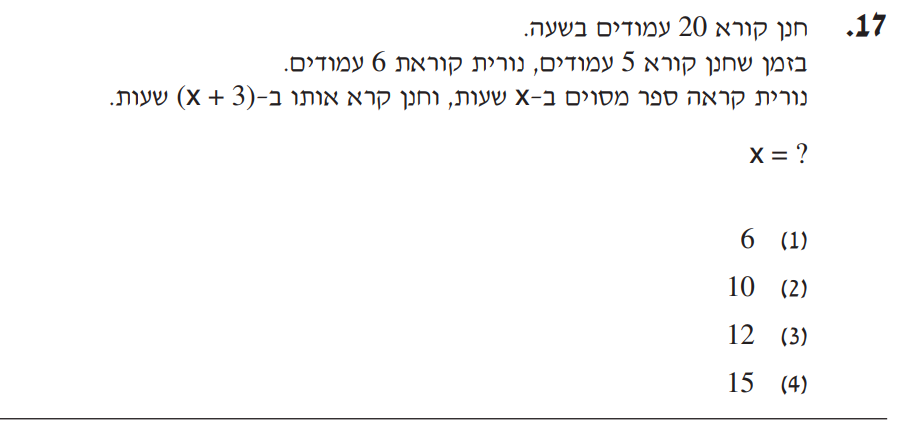 17. חנן קורא 20 עמודים בשעה.
בזמן שחנן קורא 5 עמודים, נורית קוראת 6 עמודים.
נורית קראה ספר מסוים ב-x שעות, וחנן קרא אותו ב-(x + 3) שעות.
x = ?
(1) 6
(2) 10
(3) 12
(4) 15